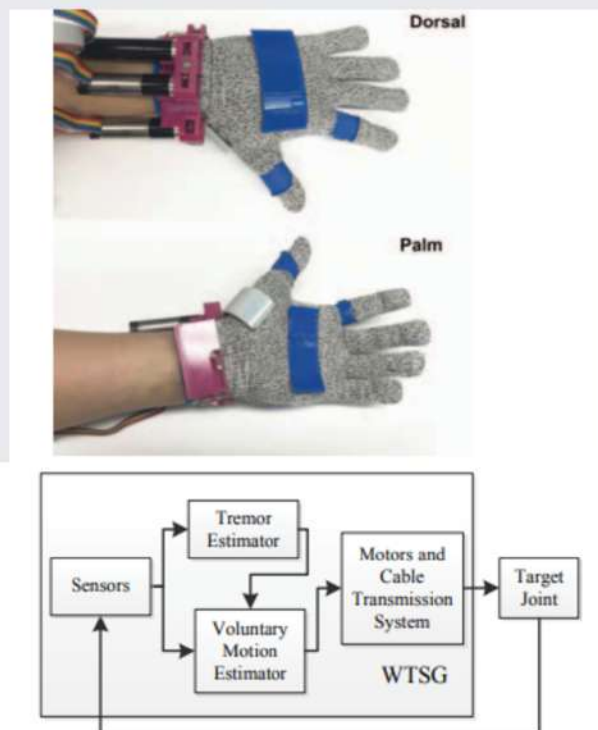 Dorsal
Palm
Tremor
Estimator
Sensors
Voluntary
Motion
Estimator
Motors and
Cable
Transmission
System
Target
Joint
WTSG